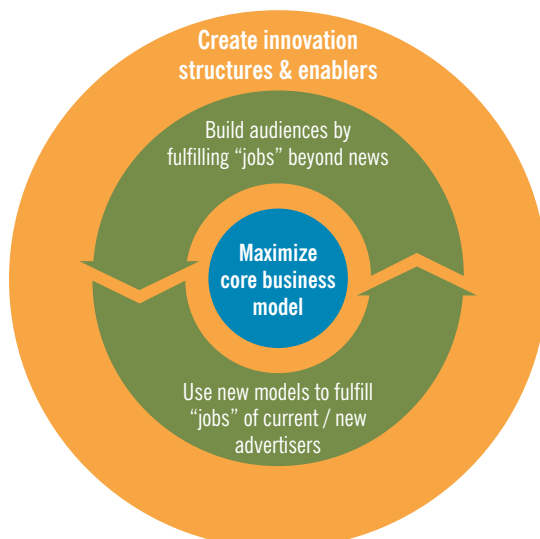 Create innovation
structures & enablers
Build audiences by
fulfilling “jobs” beyond news
Maximize
core business
model
Use new models to fulfill
“jobs” of current / new
advertisers